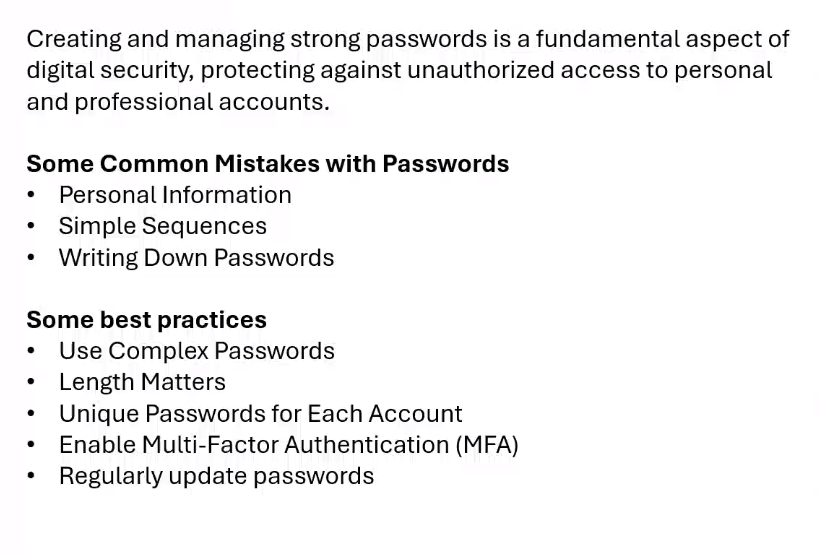 Creating and managing strong passwords is a fundamental aspect of
digital security, protecting against unauthorized access to personal
and professional accounts.
Some Common Mistakes with Passwords
• Personal Information
• Simple Sequences
• Writing Down Passwords
Some best practices
• Use Complex Passwords
• Length Matters
• Unique Passwords for Each Account
• Enable Multi-Factor Authentication (MFA)
• Regularly update passwords